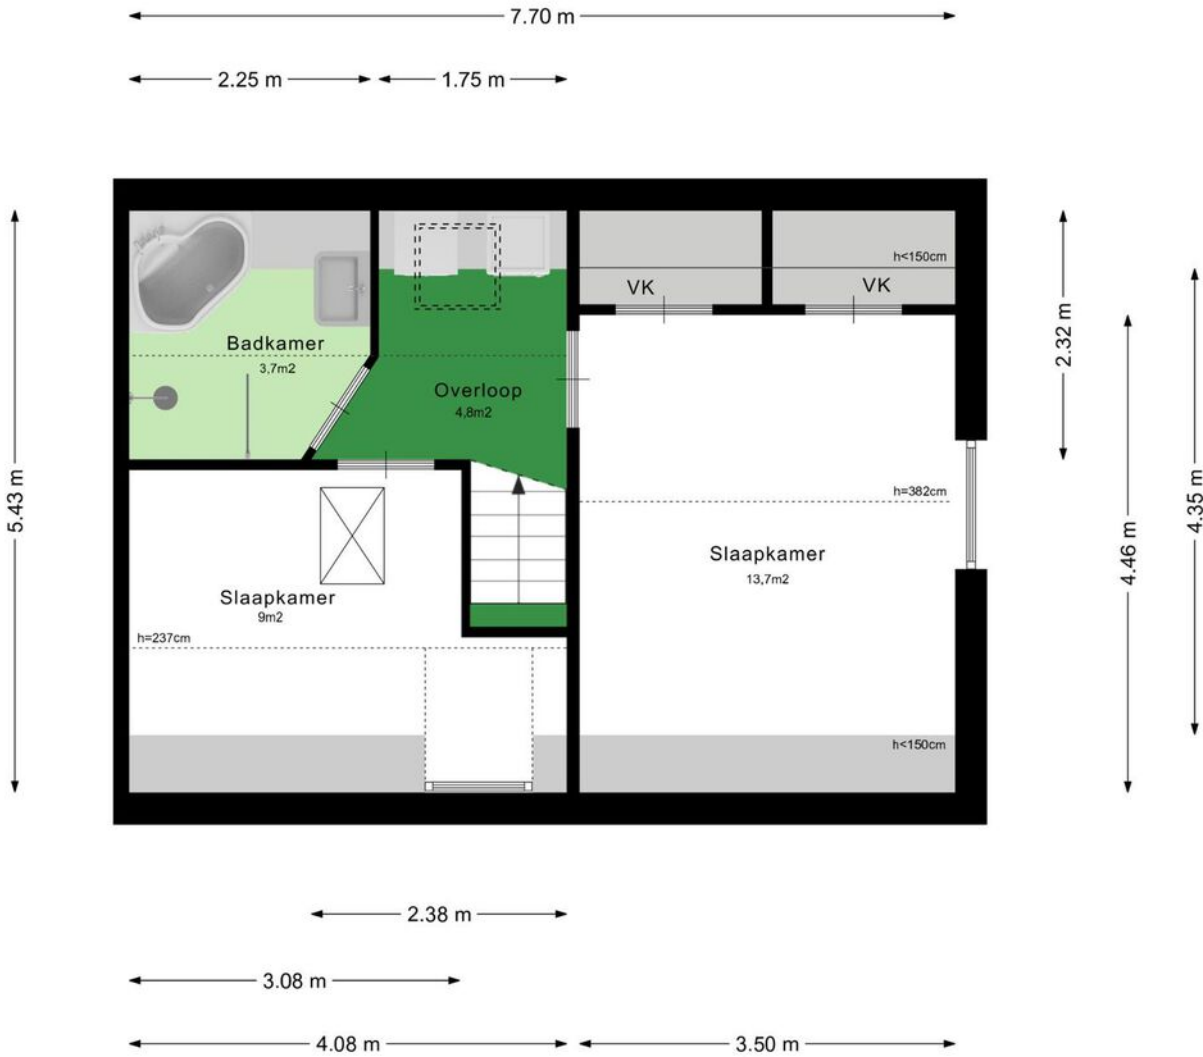 7.70 m
2.25 m
1.75 m
h<150cm
VK
VK
Badkamer
3,7m2
Overloop
4,8m2
2.32 m
5.43 m
h=382cm
4.46 m
4.35 m
Slaapkamer
13,7m2
Slaapkamer
9m2
h=237cm
h<150cm
2.38 m
3.08 m
4.08 m
3.50 m